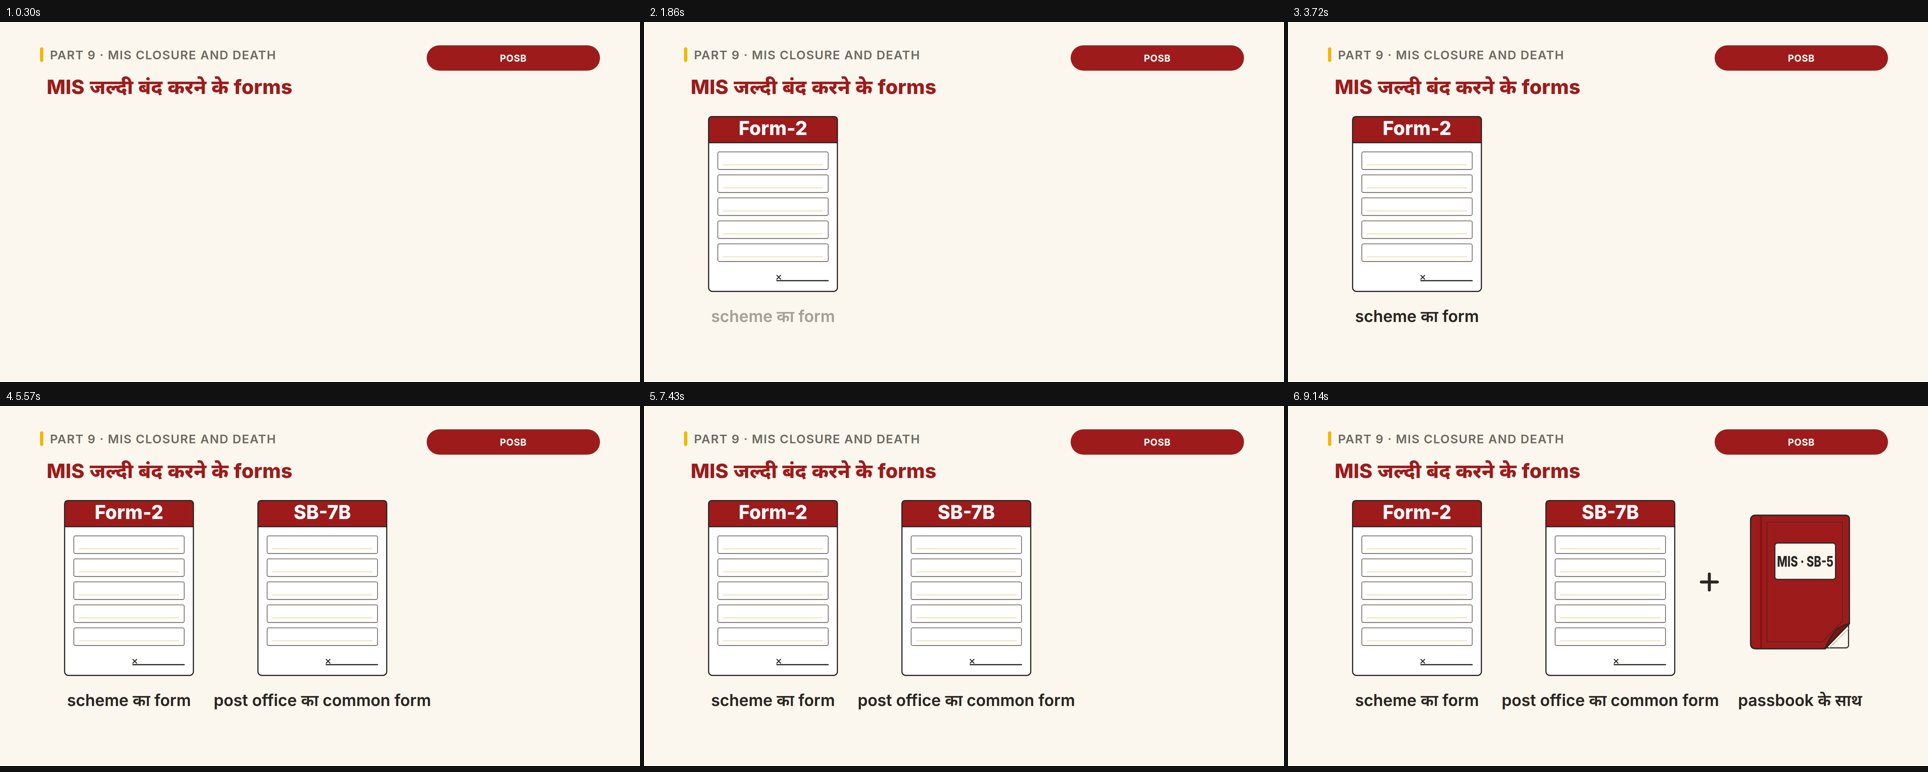 1. 0.30s
PART 9 · MIS CLOSURE AND DEATH
POSB
MIS जल्दी बंद करने के forms
2. 1.86s
PART 9 · MIS CLOSURE AND DEATH
POSB
MIS जल्दी बंद करने के forms
Form-2
×
scheme का form
3. 3.72s
PART 9 · MIS CLOSURE AND DEATH
POSB
MIS जल्दी बंद करने के forms
Form-2
×
scheme का form
4. 5.57s
PART 9 · MIS CLOSURE AND DEATH
POSB
MIS जल्दी बंद करने के forms
Form-2
SB-7B
×
×
scheme का form
post office का common form
5. 7.43s
PART 9 · MIS CLOSURE AND DEATH
POSB
MIS जल्दी बंद करने के forms
Form-2
SB-7B
×
×
scheme का form
post office का common form
6. 9.14s
PART 9 · MIS CLOSURE AND DEATH
POSB
MIS जल्दी बंद करने के forms
Form-2
SB-7B
MIS · SB-5
+
×
×
scheme का form
post office का common form
passbook के साथ